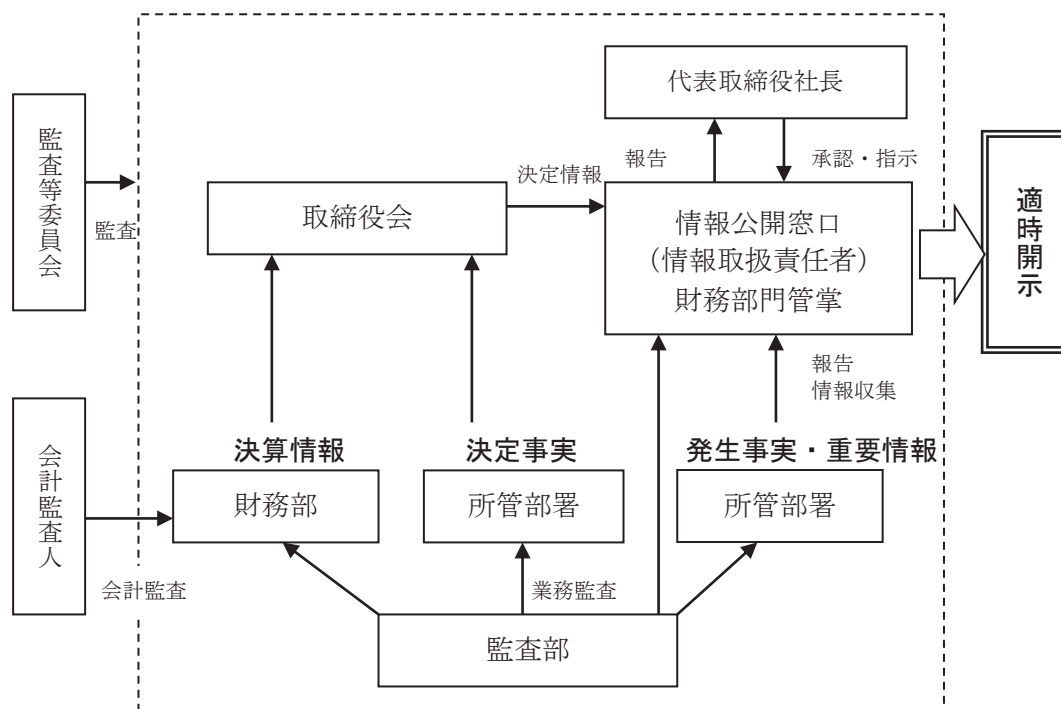 代表取締役社長
監査等委員会
監査
報告
承認・指示
決定情報
取締役会
情報公開窓口
（情報取扱責任者）
財務部門管掌
適時開示
報告
情報収集
会計監査人
会計監査
決算情報
決定事実
発生事実・重要情報
財務部
所管部署
所管部署
業務監査
監査部